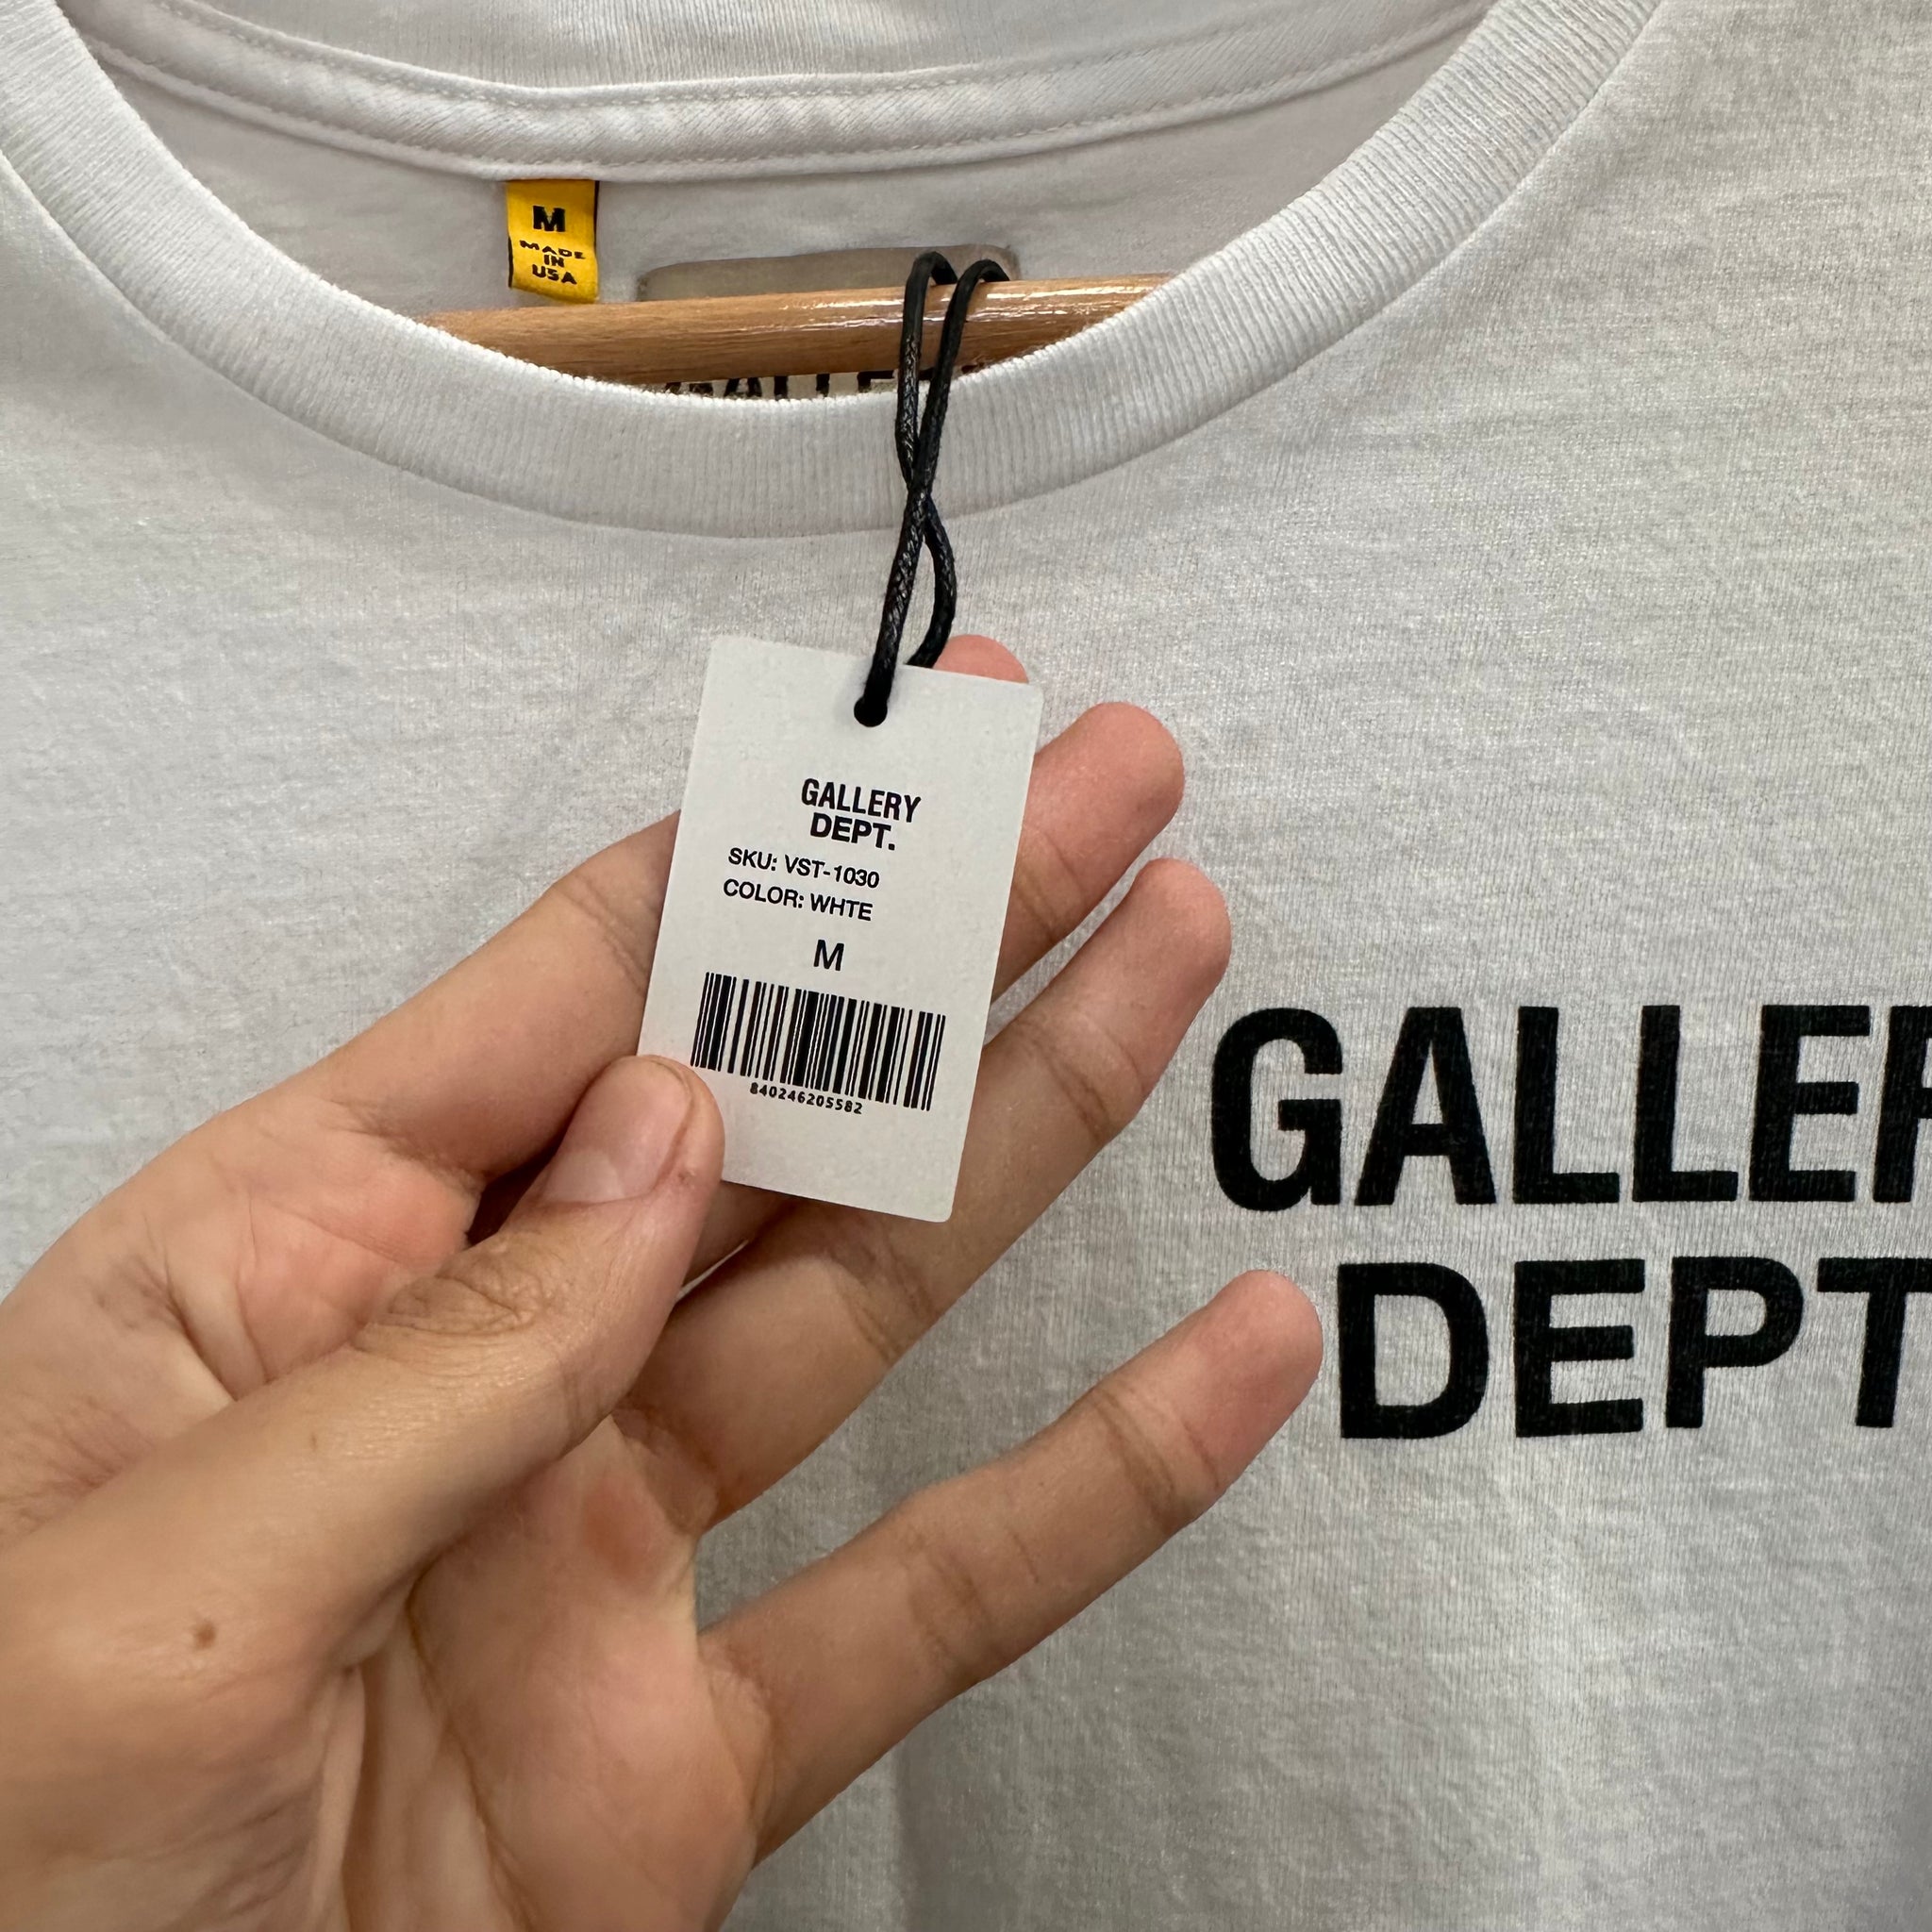 M
MADE
IN
USA
GALLERY
DEPT.
SKU: VST-1030
COLOR: WHTE
M
840246205582
GALLER
DEPT